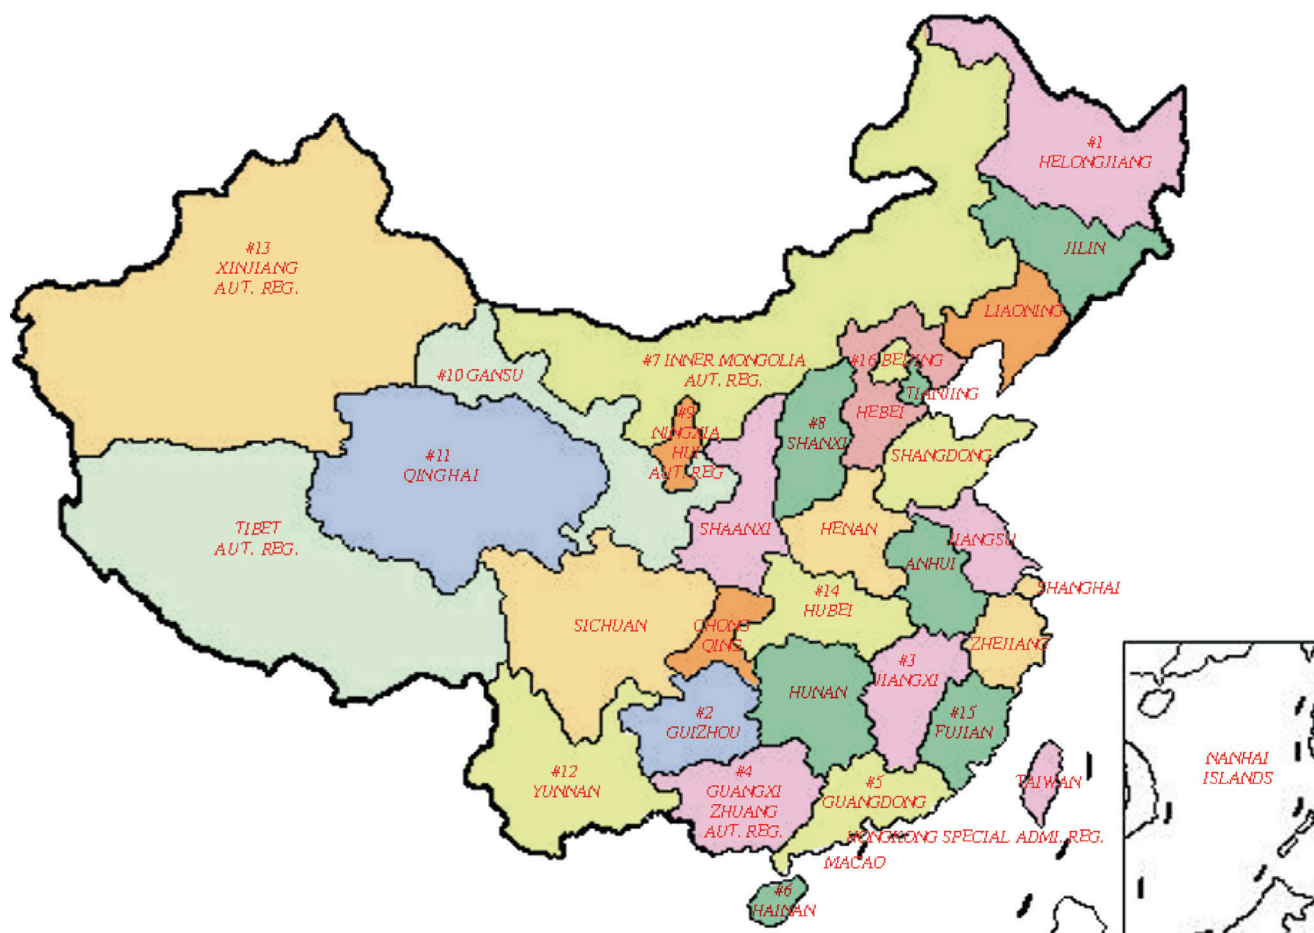 #1
HELONGJIANG
JILIN
LIAONING
#13
XINJIANG
AUT. REG.
#7 INNER MONGOLIA
AUT. REG.
#16 BEIJING
TIANJING
HEBEI
#10 GANSU
#9
NINGXIA
HUI
AUT. REG
#8
SHANXI
SHANGDONG
#11
QINGHAI
TIBET
AUT. REG.
SHAANXI
HENAN
JIANGSU
ANHUI
SHANGHAI
#14
HUBEI
SICHUAN
CHONG
QING
ZHEJIANG
#3
JIANGXI
HUNAN
#2
GUIZHOU
#15
FUJIAN
#12
YUNNAN
#4
GUANGXI
ZHUANG
AUT. REG.
#5
GUANGDONG
TAIWAN
NANHAI
ISLANDS
HONGKONG SPECIAL ADMI. REG.
MACAO
#6
HAINAN